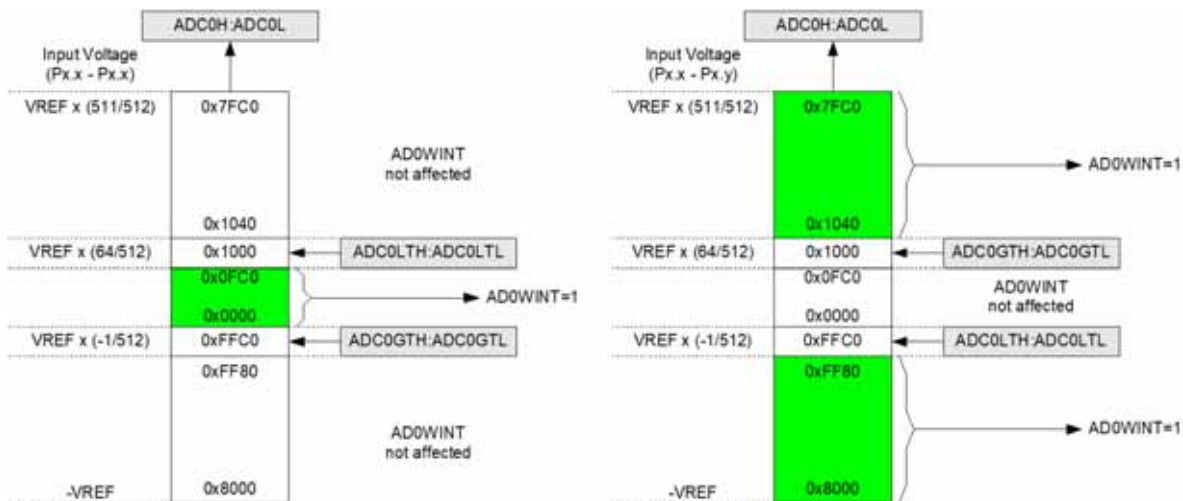 ADC0H:ADC0L
Input Voltage
(Px.x - Px.x)
VREF x (511/512)
0x7FC0
AD0WINT
not affected
0x1040
VREF x (64/512)
0x1000
ADC0LTH:ADC0LTL
0x0FC0
AD0WINT=1
0x0000
VREF x (-1/512)
0xFFC0
ADC0GTH:ADC0GTL
0xFF80
AD0WINT
not affected
-VREF
0x8000
ADC0H:ADC0L
Input Voltage
(Px.x - Px.y)
VREF x (511/512)
0x7FC0
AD0WINT=1
0x1040
VREF x (64/512)
0x1000
ADC0GTH:ADC0GTL
0x0FC0
AD0WINT
not affected
0x0000
VREF x (-1/512)
0xFFC0
ADC0LTH:ADC0LTL
0xFF80
AD0WINT=1
-VREF
0x8000